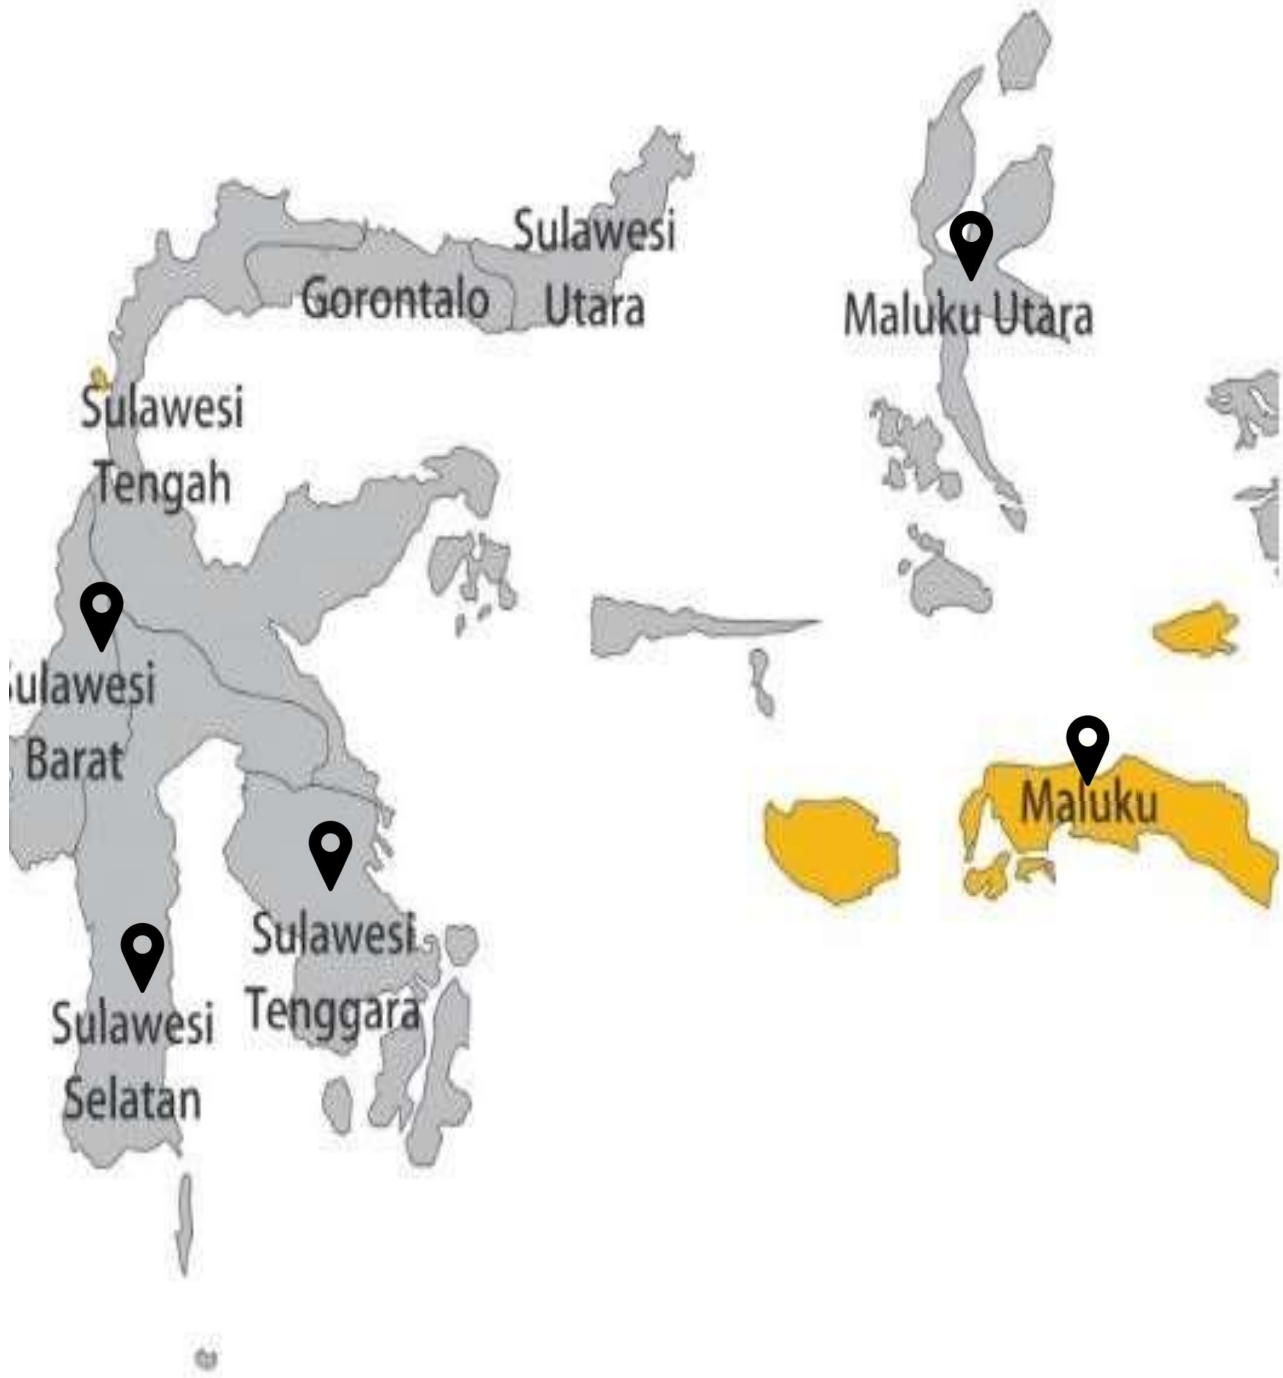 Sulawesi
Utara
Gorontalo
Maluku Utara
Sulawesi
Tengah
ulawesi
Barat
Maluku
Sulawesi
Tenggara
Sulawesi
Selatan